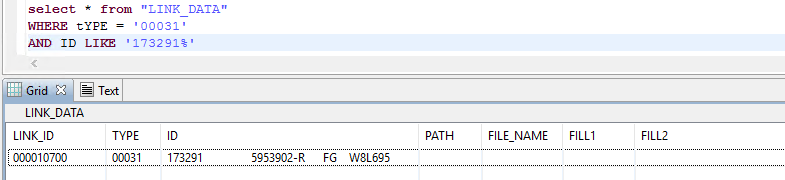 select * from "LINK_DATA"
WHERE tYPE = '00031'
AND ID LIKE '173291%'
Grid Text
LINK_DATA
LINK_ID TYPE ID PATH FILE_NAME FILL1 FILL2
000010700 00031 173291 5953902-R FG W8L695